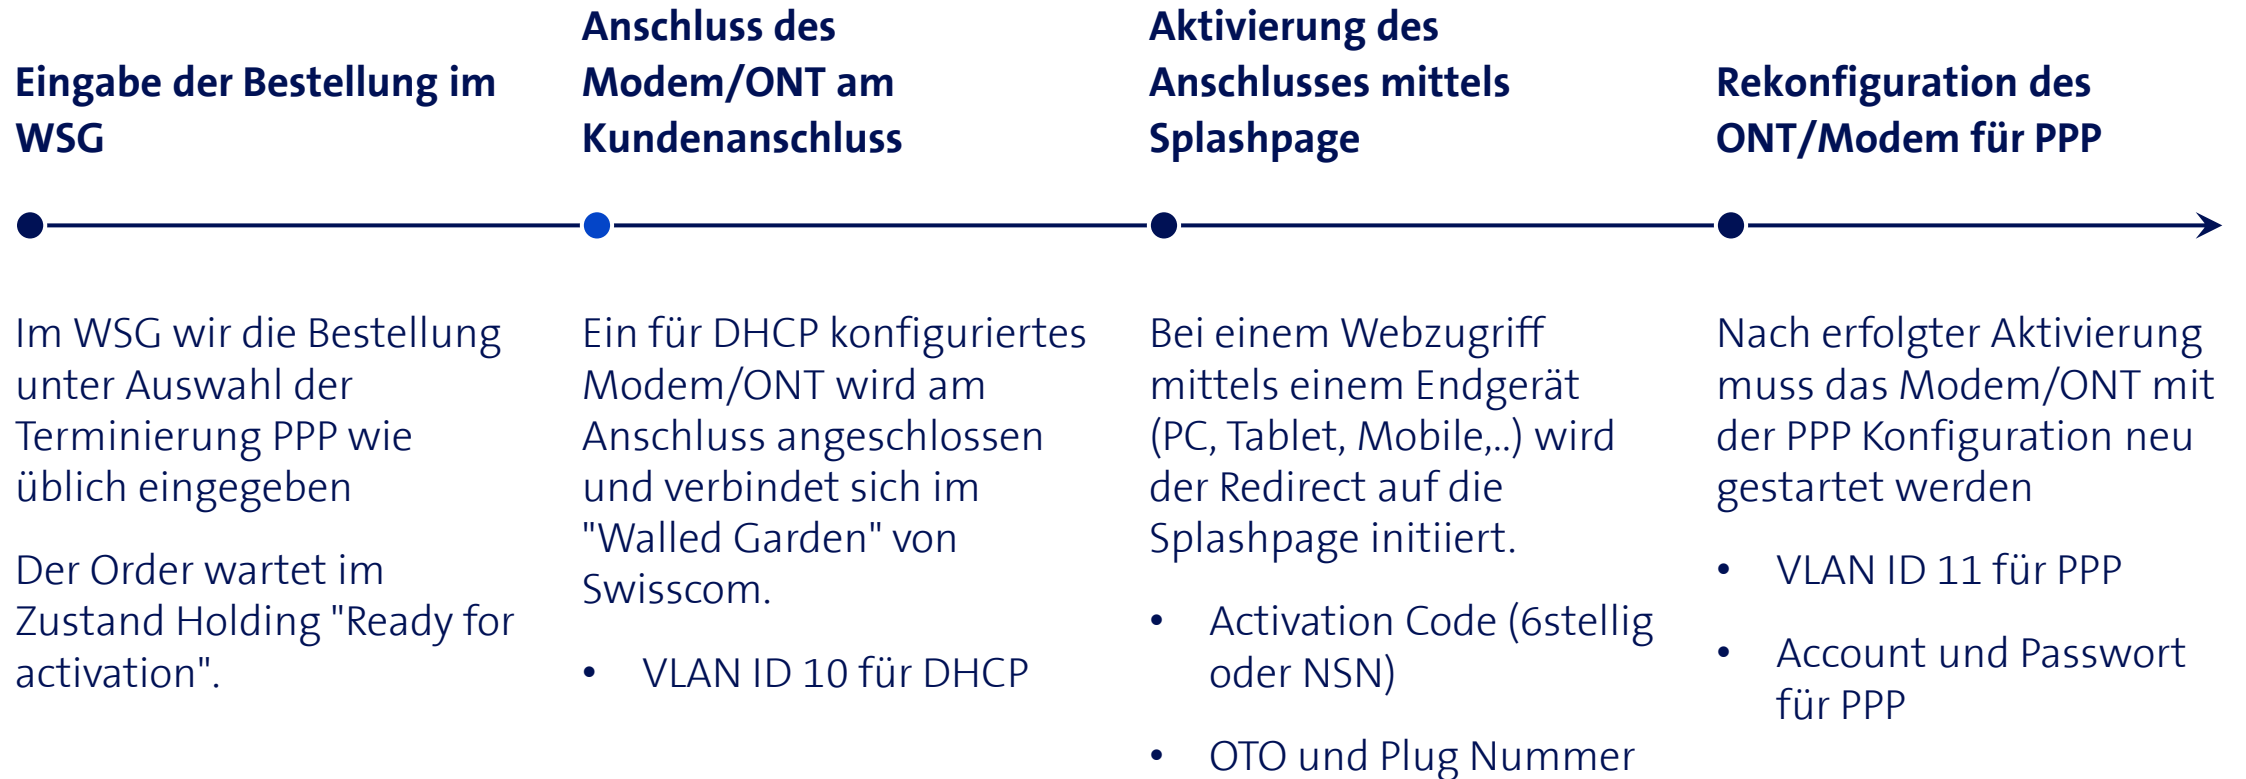 Eingabe der Bestellung im
WSG
Anschluss des
Modem/ONT am
Kundenanschluss
Aktivierung des
Anschlusses mittels
Splashpage
Rekonfiguration des
ONT/Modem für PPP
Im WSG wir die Bestellung
unter Auswahl der
Terminierung PPP wie
üblich eingegeben
Der Order wartet im
Zustand Holding "Ready for
activation".
Ein für DHCP konfiguriertes
Modem/ONT wird am
Anschluss angeschlossen
und verbindet sich im
"Walled Garden" von
Swisscom.
• VLAN ID 10 für DHCP
Bei einem Webzugriff
mittels einem Endgerät
(PC, Tablet, Mobile,..) wird
der Redirect auf die
Splashpage initiiert.
• Activation Code (6stellig
oder NSN)
• OTO und Plug Nummer
Nach erfolgter Aktivierung
muss das Modem/ONT mit
der PPP Konfiguration neu
gestartet werden
• VLAN ID 11 für PPP
• Account und Passwort
für PPP